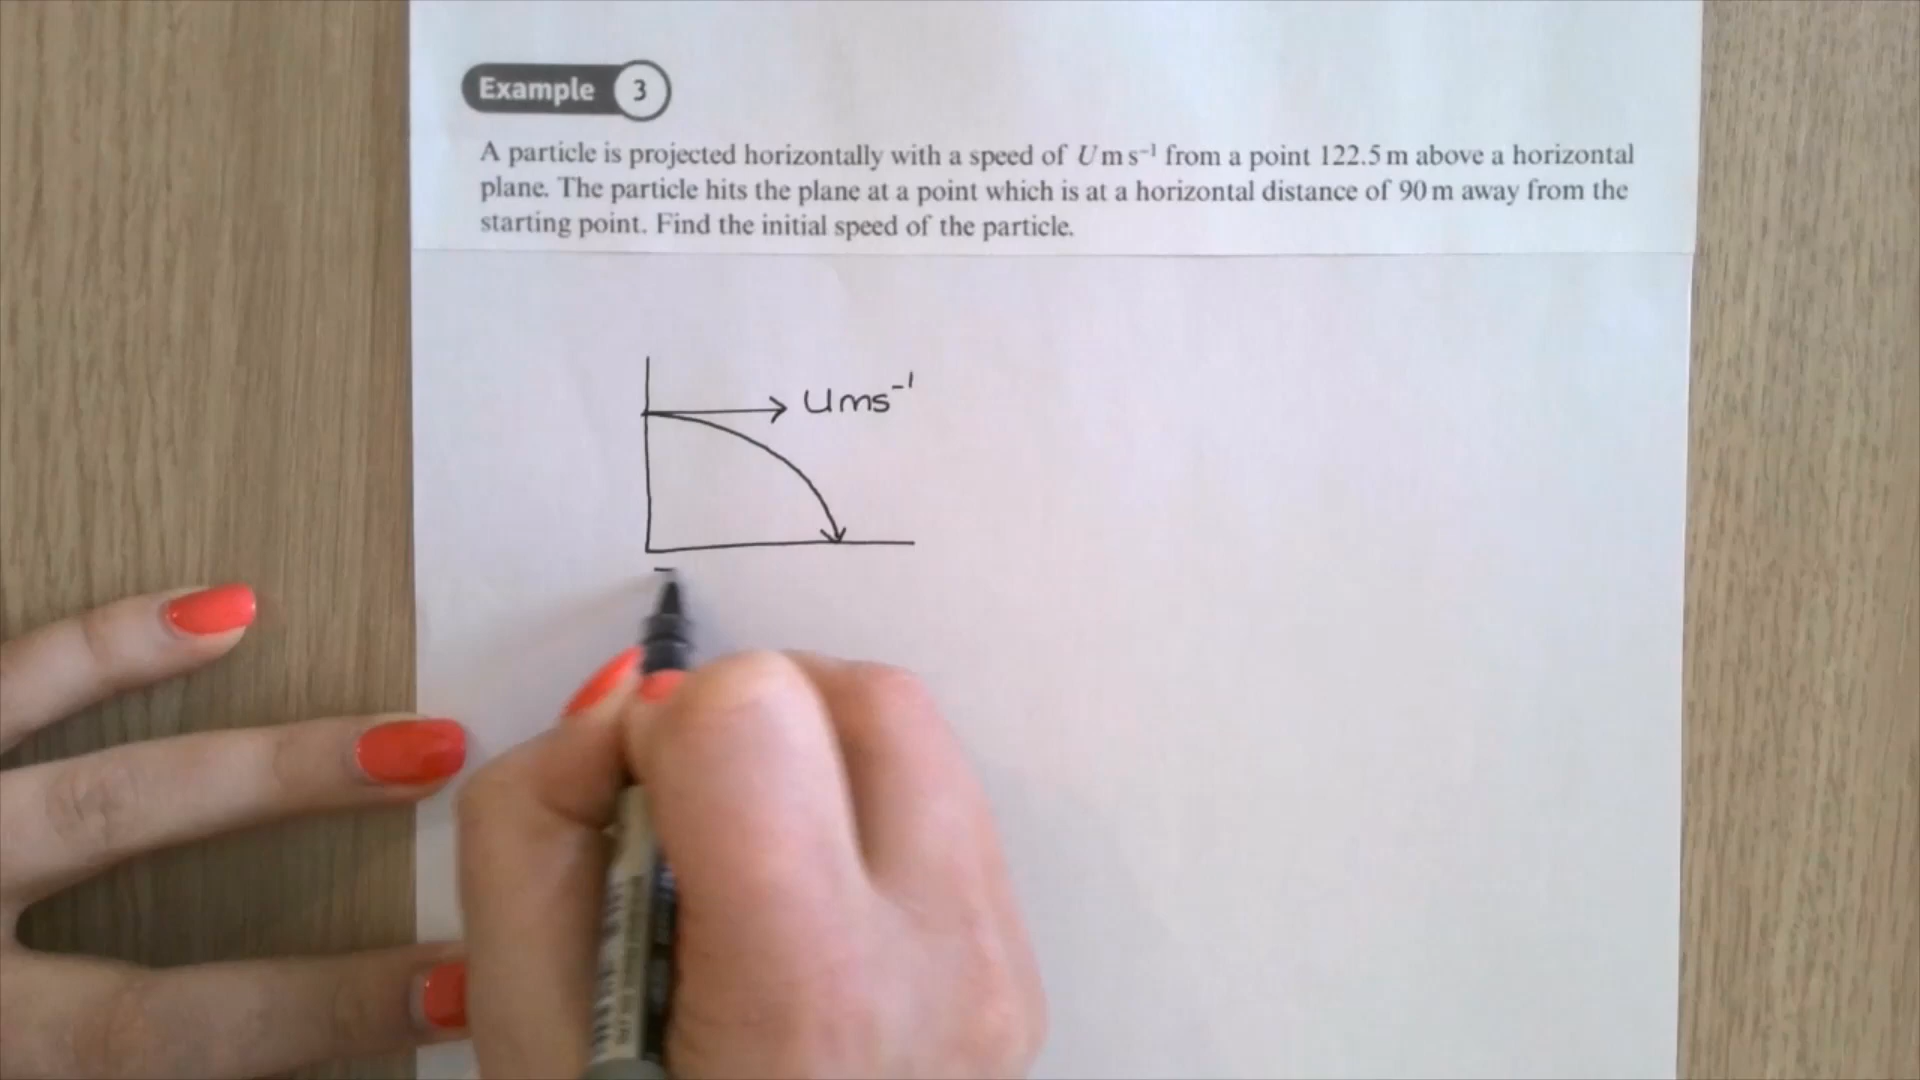 Example 3
A particle is projected horizontally with a speed of U m s⁻¹ from a point 122.5 m above a horizontal
plane. The particle hits the plane at a point which is at a horizontal distance of 90 m away from the
starting point. Find the initial speed of the particle.
Ums⁻¹